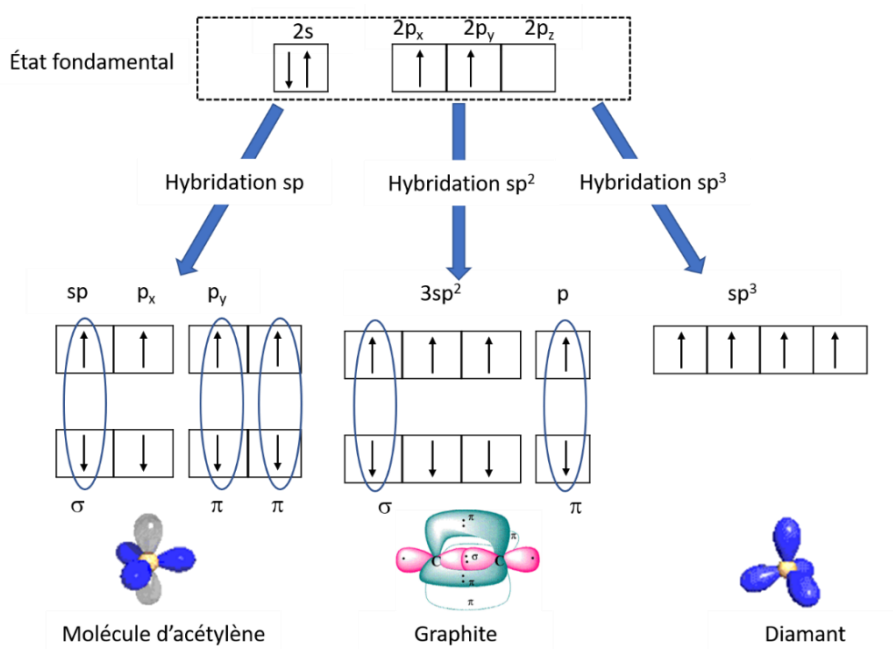 2s 2pₓ 2pᵧ 2p_z
État fondamental
Hybridation sp Hybridation sp² Hybridation sp³
sp pₓ pᵧ 3sp² p sp³
σ π π σ π
π
π
C σ C
π
π
Molécule d'acétylène Graphite Diamant